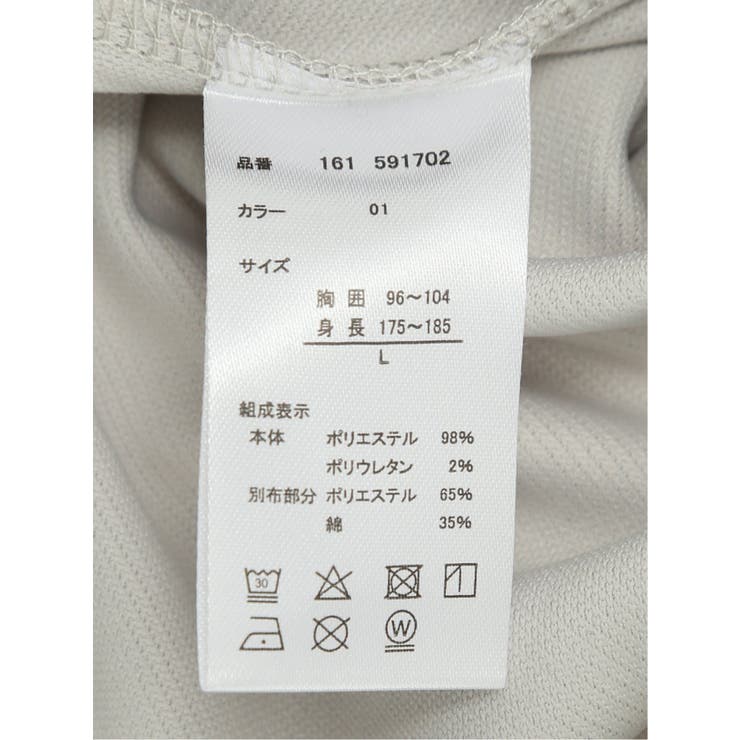 品番 161 591702
カラー 01
サイズ
胸囲 96～104
身長 175～185
L
組成表示
本体 ポリエステル 98%
ポリウレタン 2%
別布部分 ポリエステル 65%
綿 35%
30
W